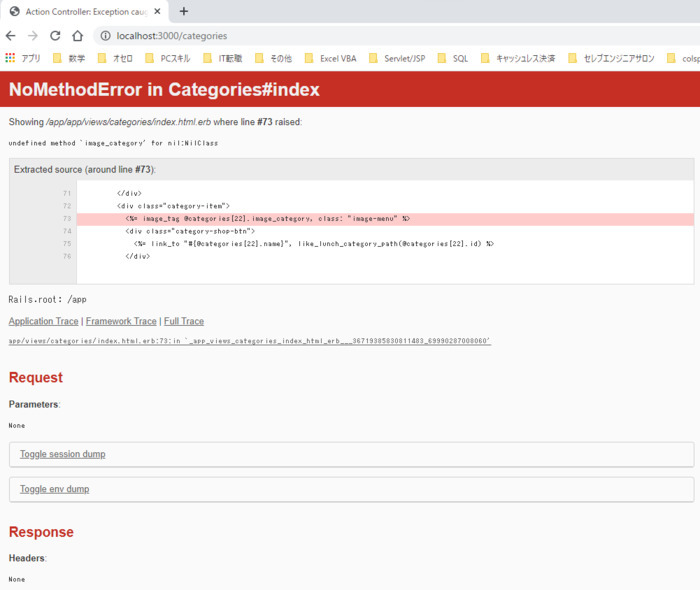 Action Controller: Exception caug
localhost:3000/categories
アプリ 数学 オセロ PCスキル IT転職 その他 Excel VBA Servlet/JSP SQL キャッシュレス決済 セレブエンジニアサロン colsp
NoMethodError in Categories#index
Showing /app/app/views/categories/index.html.erb where line #73 raised:
undefined method `image_category' for nil:NilClass
Extracted source (around line #73):
71 </div>
72 <div class="category-item">
73 <%= image_tag @categories[22].image_category, class: "image-menu" %>
74 <div class="category-shop-btn">
75 <%= link_to "#{@categories[22].name}", like_lunch_category_path(@categories[22].id) %>
76 </div>
Rails.root: /app
Application Trace | Framework Trace | Full Trace
app/views/categories/index.html.erb:73:in `_app_views_categories_index_html_erb___36719385830811483_69990287008060'
Request
Parameters:
None
Toggle session dump
Toggle env dump
Response
Headers:
None